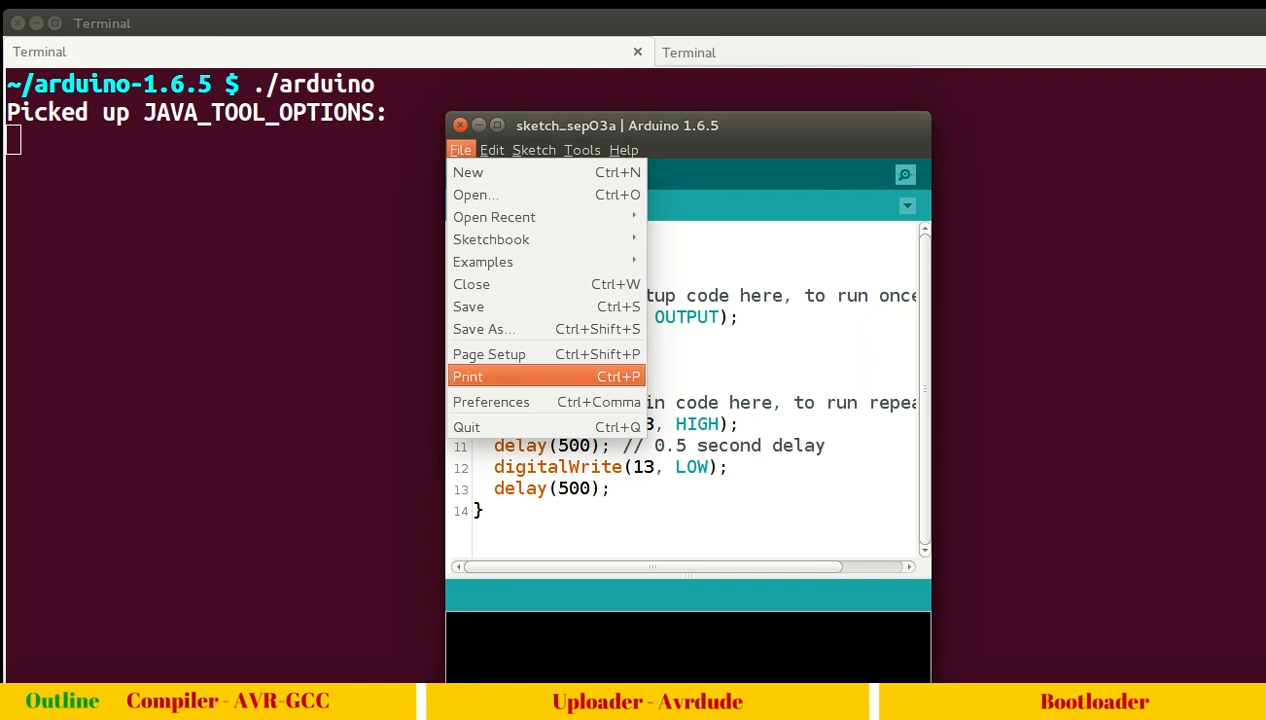 Terminal
Terminal
Terminal
~/arduino-1.6.5 $ ./arduino
Picked up JAVA_TOOL_OPTIONS:
sketch_sep03a | Arduino 1.6.5
File Edit Sketch Tools Help
New Ctrl+N
Open... Ctrl+O
Open Recent
Sketchbook
Examples
Close Ctrl+W
Save Ctrl+S
Save As... Ctrl+Shift+S
Page Setup Ctrl+Shift+P
Print Ctrl+P
Preferences Ctrl+Comma
Quit Ctrl+Q
tup code here, to run once
OUTPUT);
in code here, to run repea
3, HIGH);
11 delay(500); // 0.5 second delay
12 digitalWrite(13, LOW);
13 delay(500);
14 }
Outline Compiler - AVR-GCC Uploader - Avrdude Bootloader